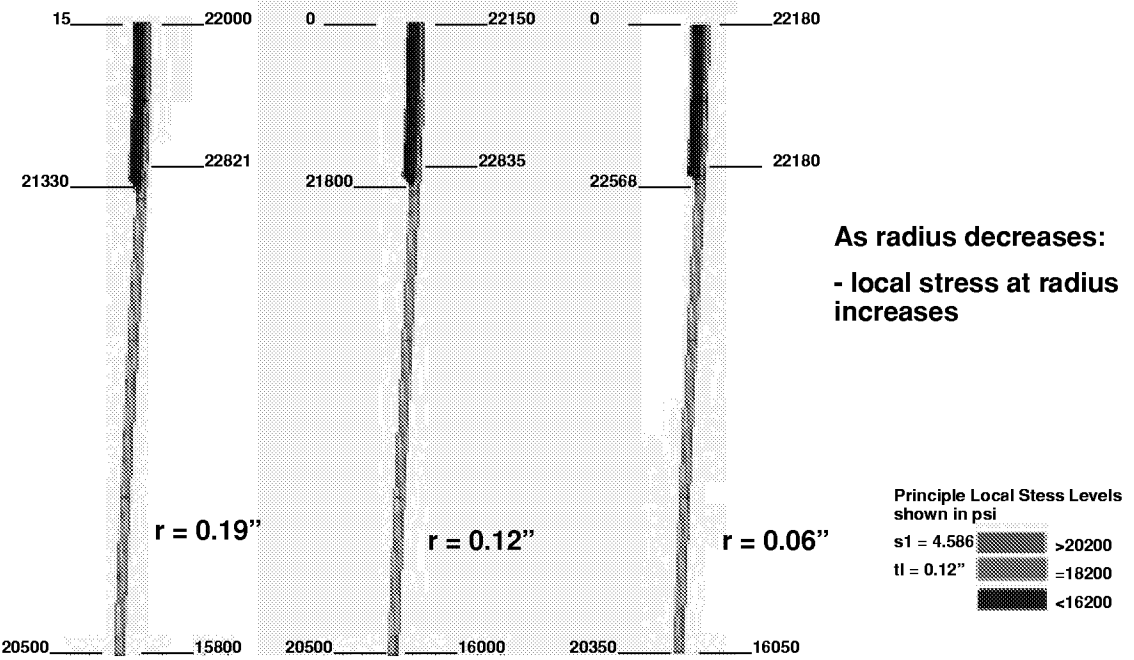 15 22000 0 22150 0 22180
22821 22835 22180
21330 21800 22568
As radius decreases:
- local stress at radius
increases
Principle Local Stess Levels
shown in psi
s1 = 4.586 >20200
tl = 0.12” =18200
<16200
r = 0.19” r = 0.12” r = 0.06”
20500 15800 20500 16000 20350 16050